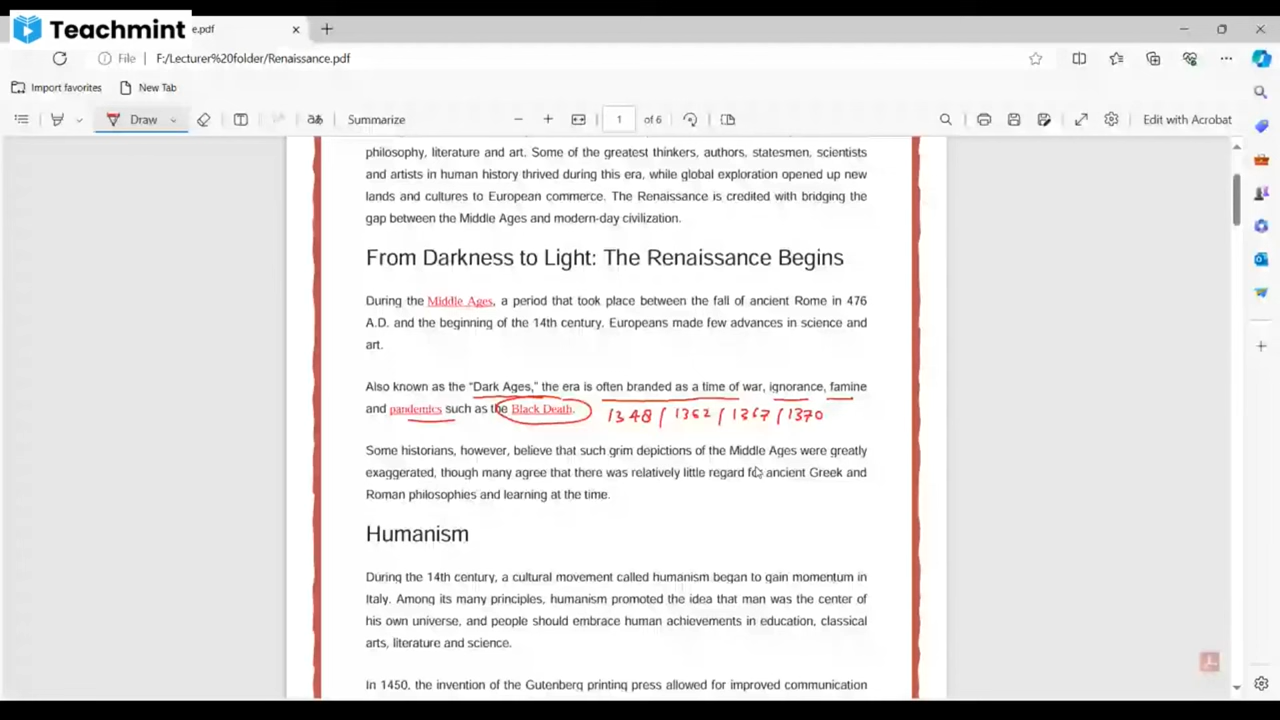 Teachmint
e.pdf
File
F:/Lecturer%20folder/Renaissance.pdf
Import favorites
New Tab
Draw
Summarize
1
of 6
Edit with Acrobat
philosophy, literature and art. Some of the greatest thinkers, authors, statesmen, scientists
and artists in human history thrived during this era, while global exploration opened up new
lands and cultures to European commerce. The Renaissance is credited with bridging the
gap between the Middle Ages and modern-day civilization.
From Darkness to Light: The Renaissance Begins
During the Middle Ages, a period that took place between the fall of ancient Rome in 476
A.D. and the beginning of the 14th century. Europeans made few advances in science and
art.
Also known as the “Dark Ages,” the era is often branded as a time of war, ignorance, famine
and pandemics such as the Black Death. 1348 / 1362 / 1367 / 1370
Some historians, however, believe that such grim depictions of the Middle Ages were greatly
exaggerated, though many agree that there was relatively little regard for ancient Greek and
Roman philosophies and learning at the time.
Humanism
During the 14th century, a cultural movement called humanism began to gain momentum in
Italy. Among its many principles, humanism promoted the idea that man was the center of
his own universe, and people should embrace human achievements in education, classical
arts, literature and science.
In 1450, the invention of the Gutenberg printing press allowed for improved communication